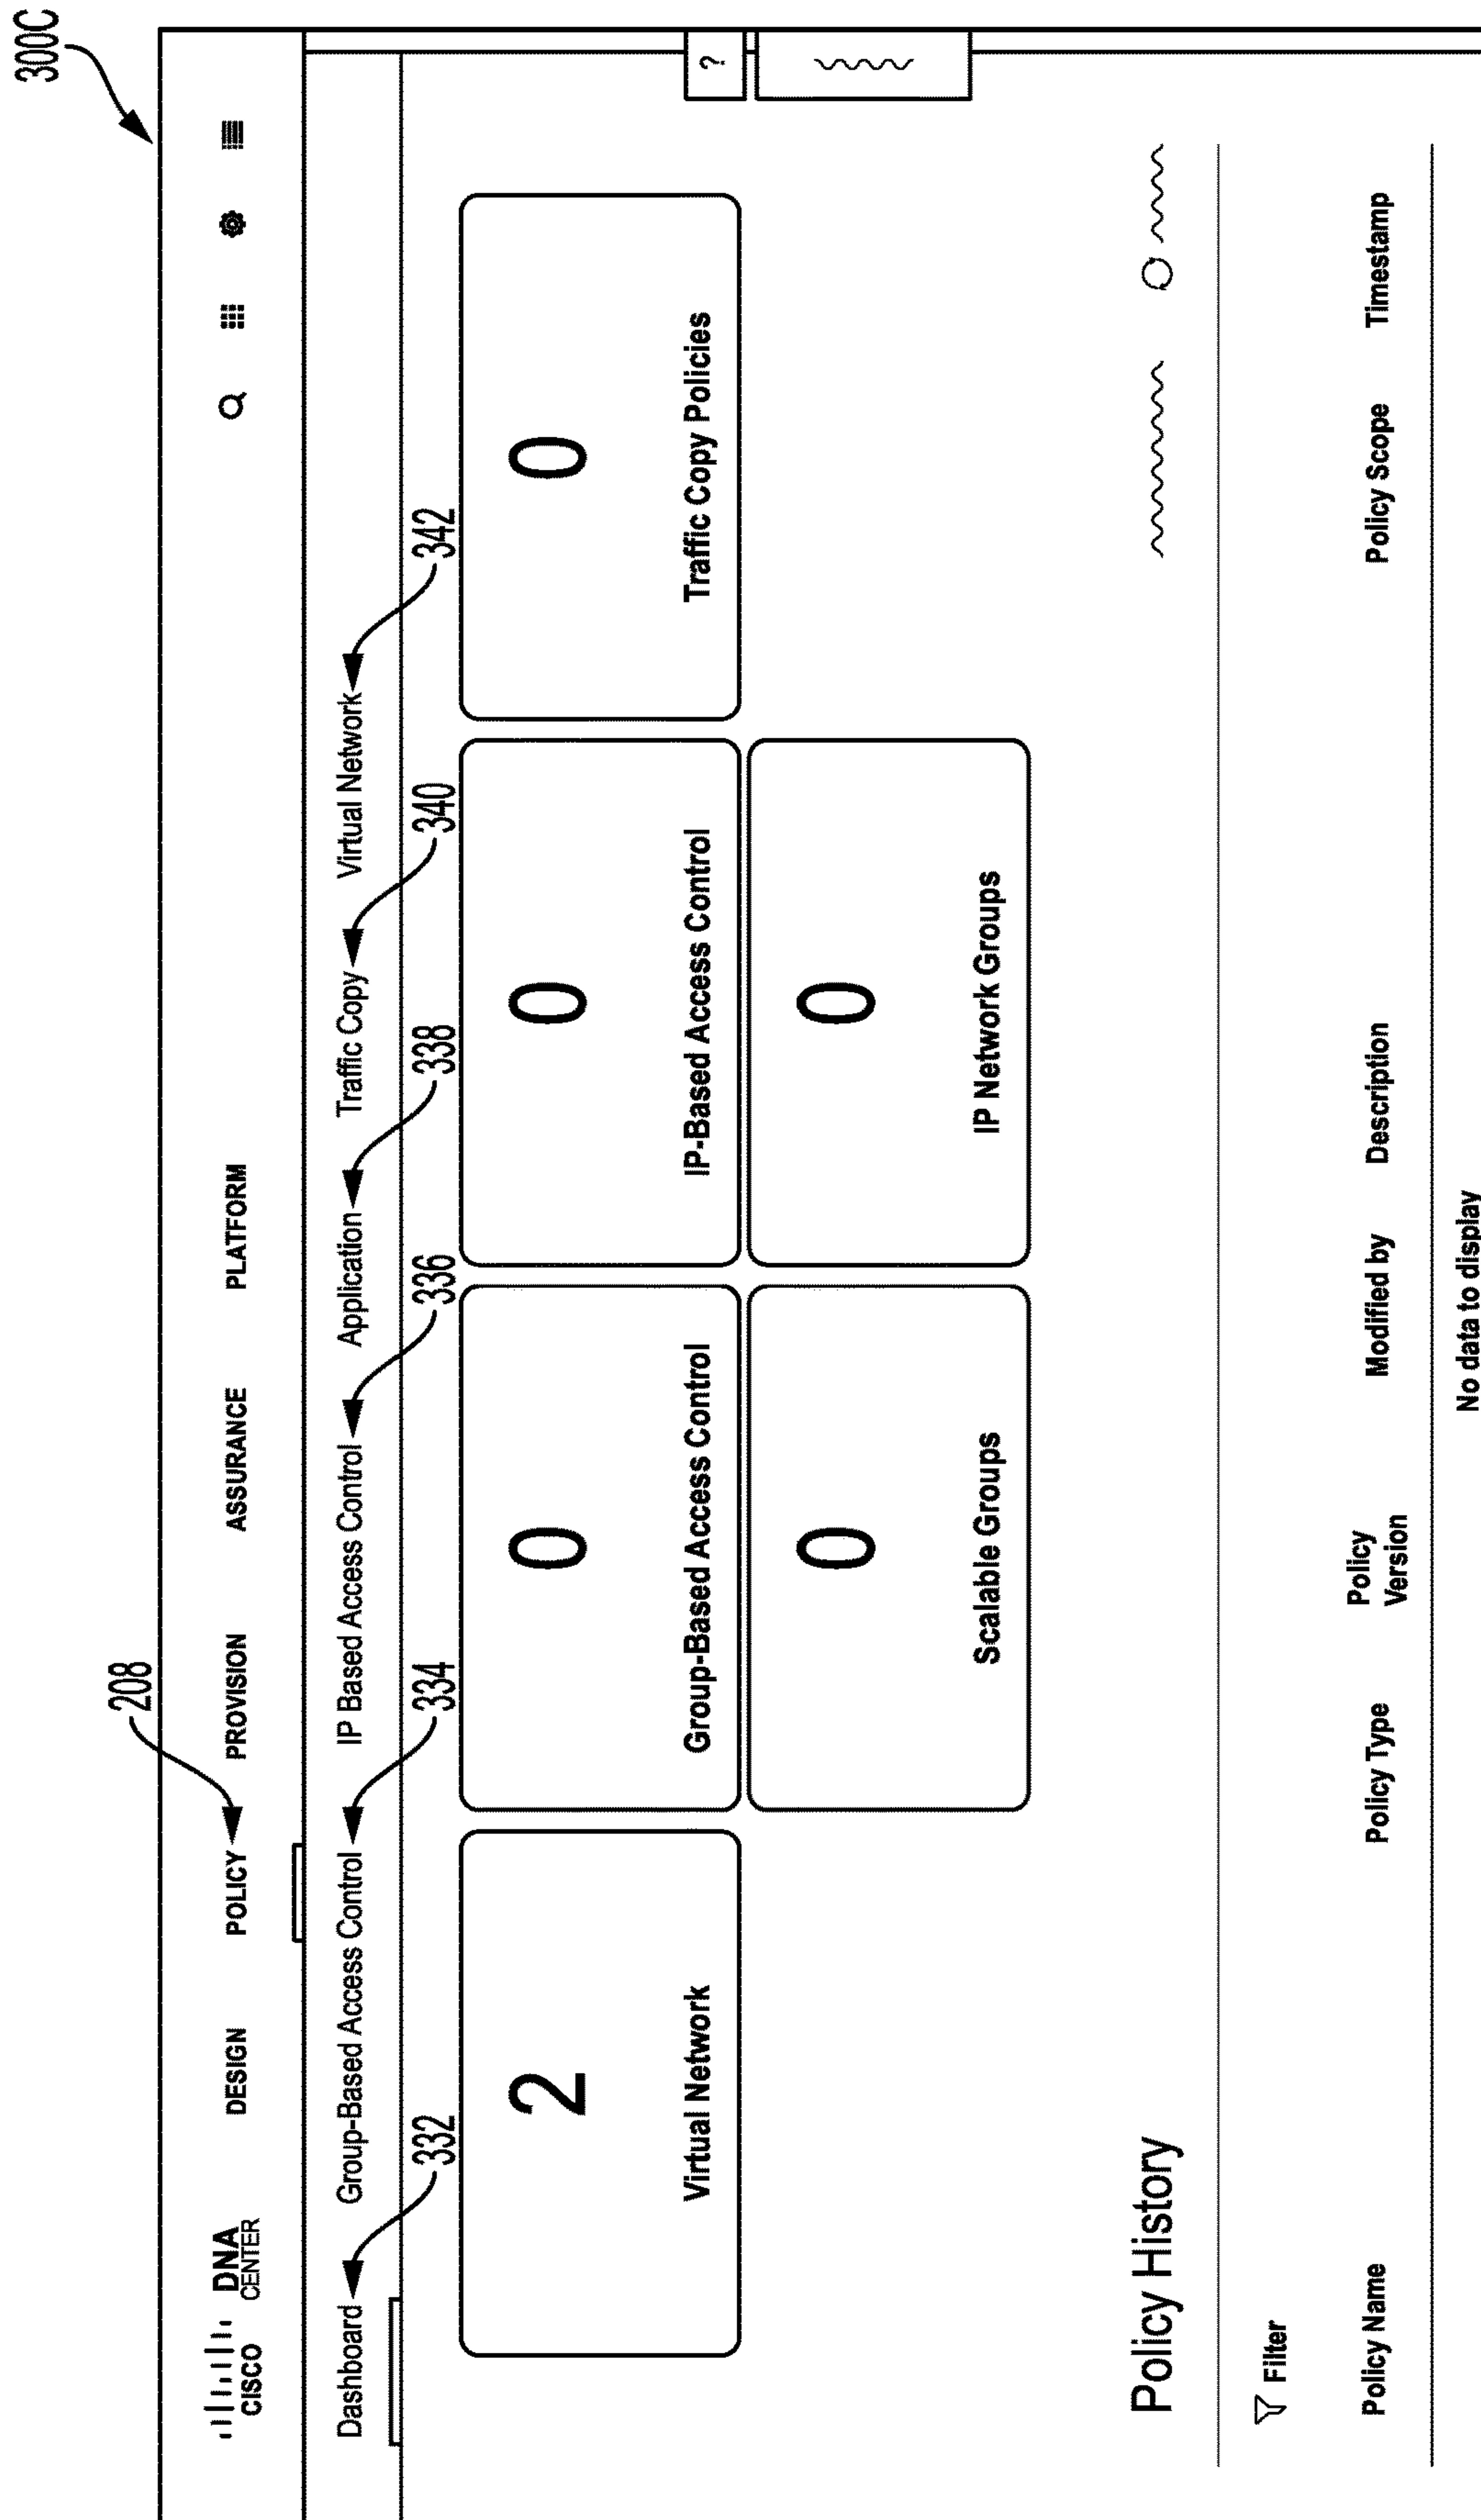 300C
208
CISCO
DNA
CENTER
DESIGN
POLICY
PROVISION
ASSURANCE
PLATFORM
Dashboard
Group-Based Access Control
IP Based Access Control
Application
Traffic Copy
Virtual Network
332
334
336
338
340
342
2
0
0
0
Virtual Network
Group-Based Access Control
IP-Based Access Control
Traffic Copy Policies
?
0
0
Scalable Groups
IP Network Groups
Policy History
Filter
Policy Name
Policy Type
Policy
Version
Modified by
Description
Policy Scope
Timestamp
No data to display